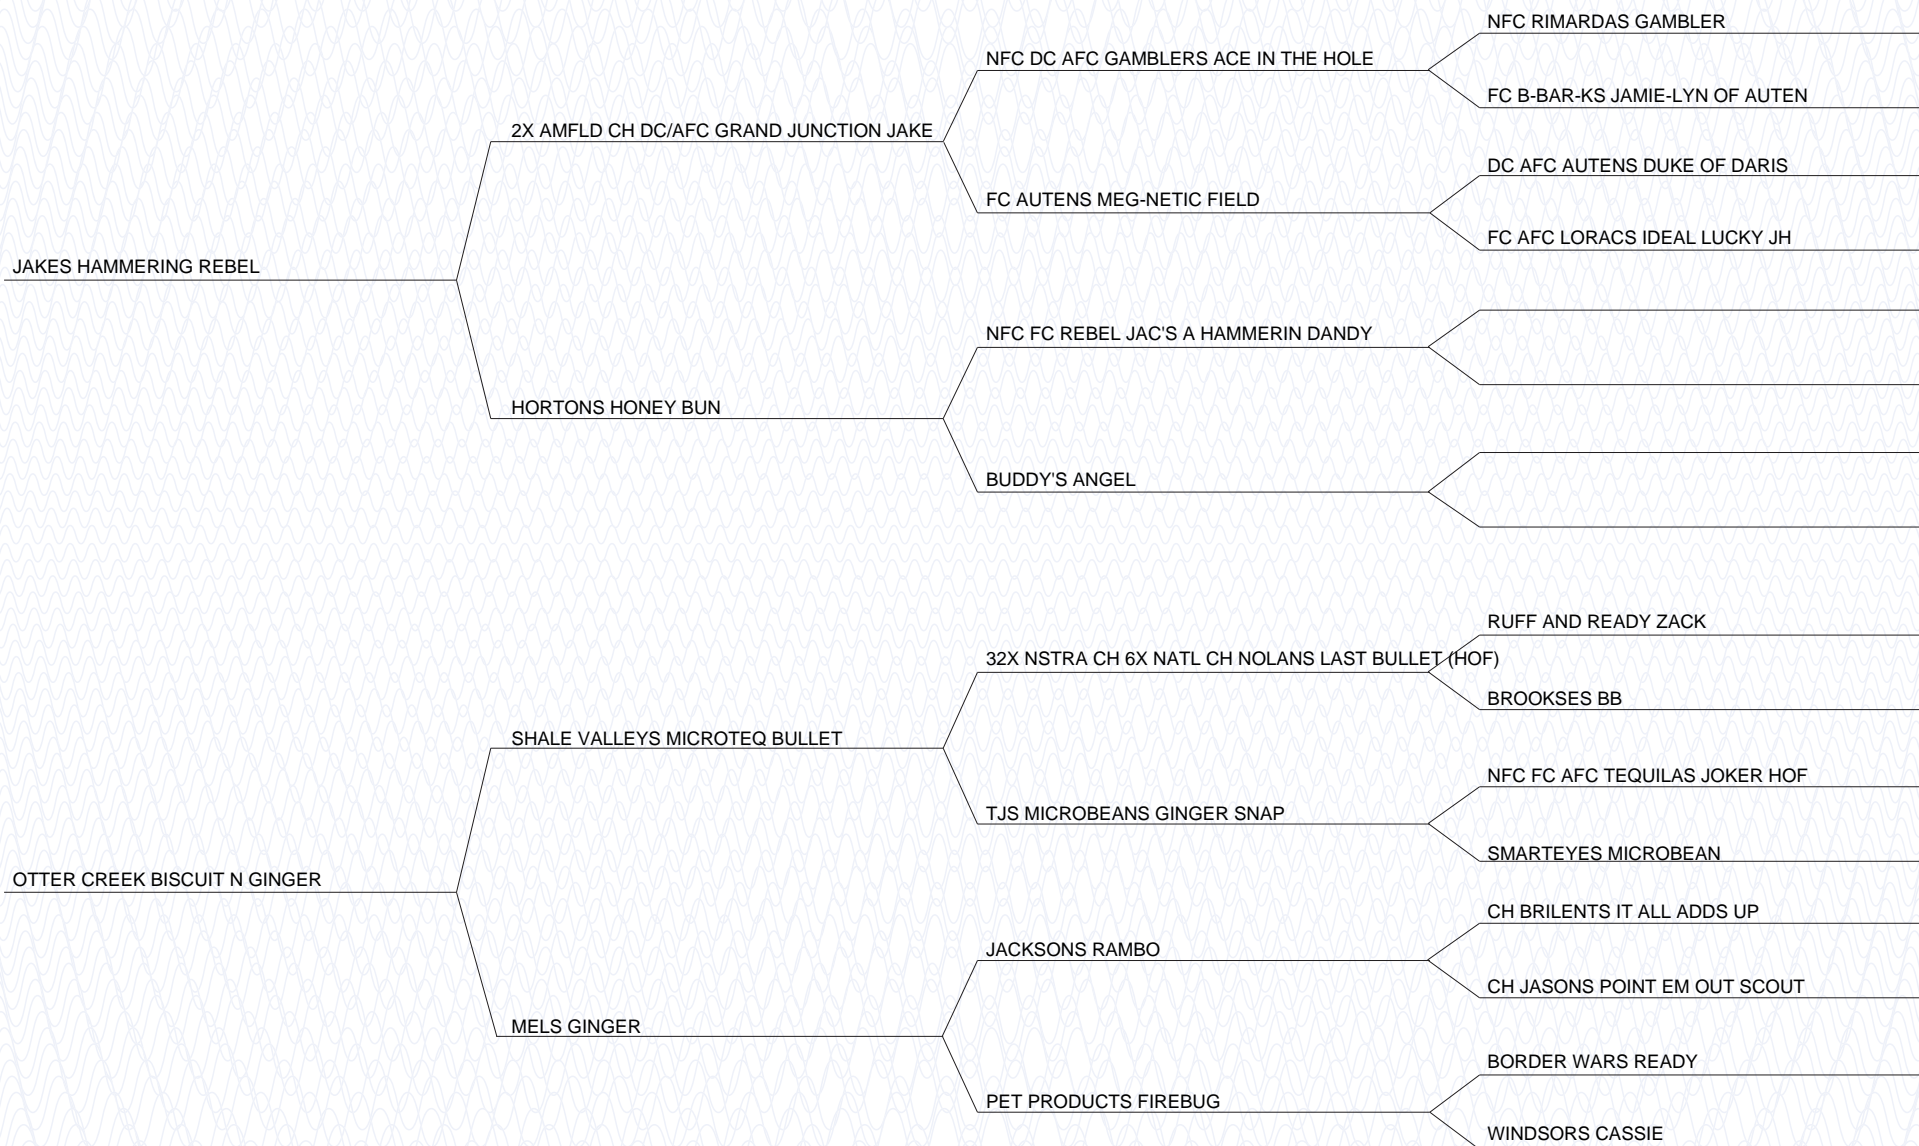 NFC RIMARDAS GAMBLER
NFC DC AFC GAMBLERS ACE IN THE HOLE
FC B-BAR-KS JAMIE-LYN OF AUTEN
2X AMFLD CH DC/AFC GRAND JUNCTION JAKE
DC AFC AUTENS DUKE OF DARIS
FC AUTENS MEG-NETIC FIELD
FC AFC LORACS IDEAL LUCKY JH
JAKES HAMMERING REBEL
NFC FC REBEL JAC'S A HAMMERIN DANDY
HORTONS HONEY BUN
BUDDY'S ANGEL
RUFF AND READY ZACK
32X NSTRA CH 6X NATL CH NOLANS LAST BULLET (HOF)
BROOKSES BB
SHALE VALLEYS MICROTEQ BULLET
NFC FC AFC TEQUILAS JOKER HOF
TJS MICROBEANS GINGER SNAP
SMARTEYES MICROBEAN
OTTER CREEK BISCUIT N GINGER
CH BRILENTS IT ALL ADDS UP
JACKSONS RAMBO
CH JASONS POINT EM OUT SCOUT
MELS GINGER
BORDER WARS READY
PET PRODUCTS FIREBUG
WINDSORS CASSIE